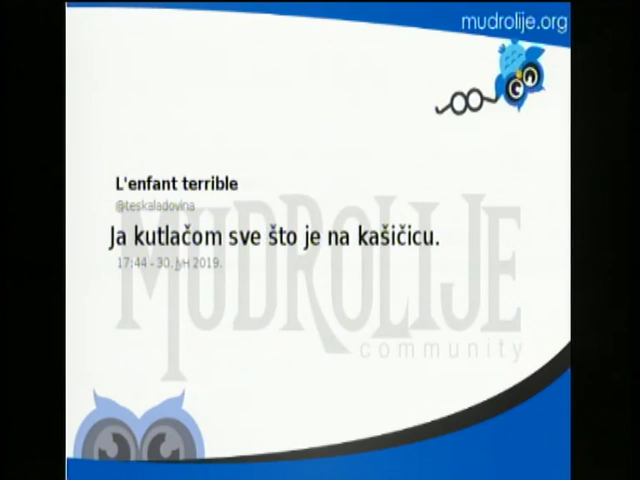 mudrolije.org
L'enfant terrible
@teskaladovina
Ja kutlačom sve što je na kašičicu.
17:44 - 30. јун 2019.
MUDROLIJE
community